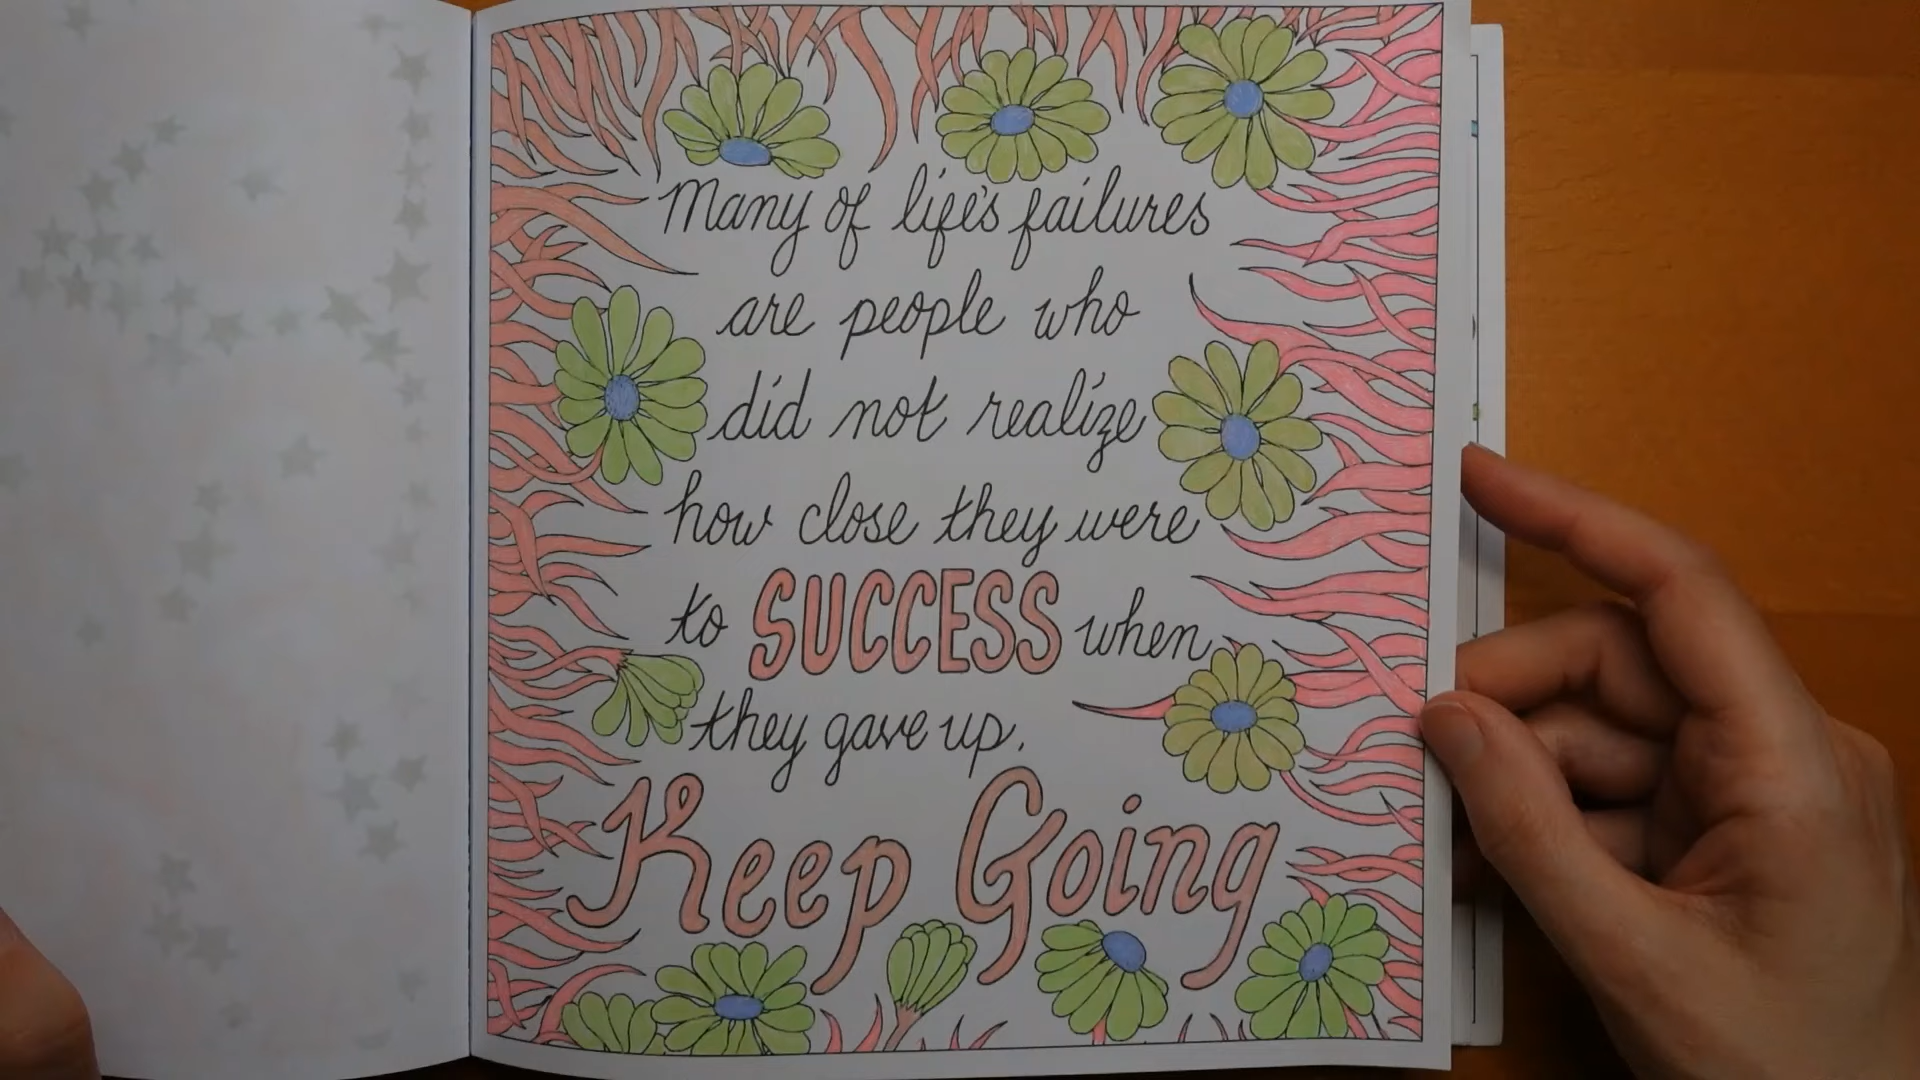 Many of life's failures
are people who
did not realize
how close they were
to SUCCESS when
they gave up.
Keep Going